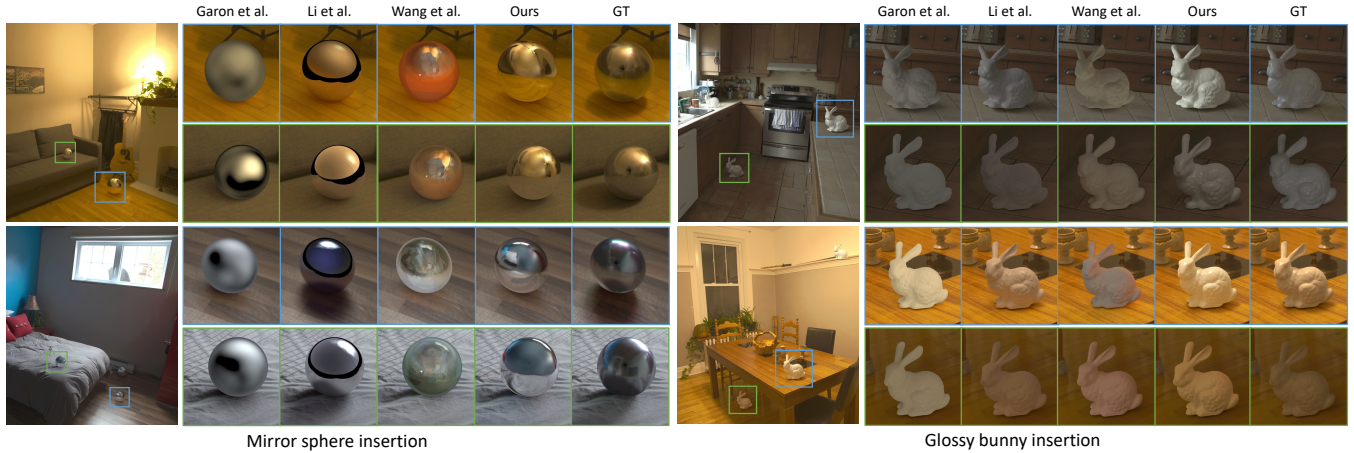 Garon et al. Li et al. Wang et al. Ours GT Garon et al. Li et al. Wang et al. Ours GT
Mirror sphere insertion Glossy bunny insertion